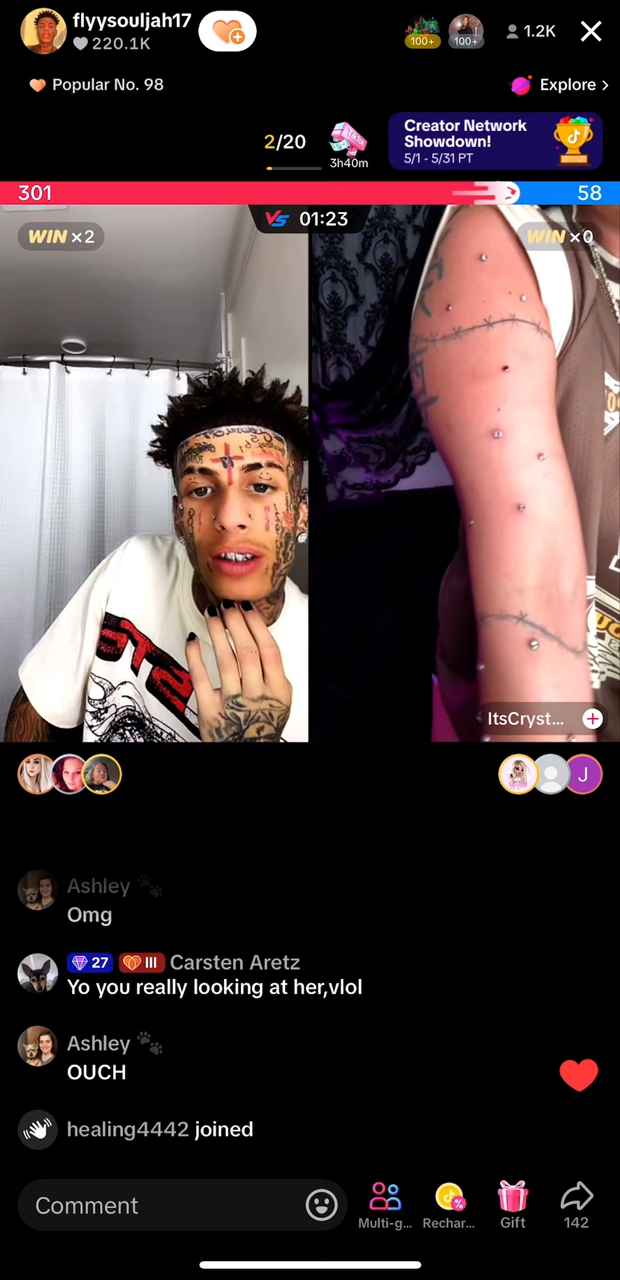 flyysouljah17
220.1K
100+
100+
1.2K
Popular No. 98
Explore >
2/20
3h40m
Creator Network
Showdown!
5/1 - 5/31 PT
301
58
VS 01:23
WIN ×2
WIN ×0
ItsCryst...
J
Ashley
Omg
27 III Carsten Aretz
Yo you really looking at her,vlol
Ashley
OUCH
healing4442 joined
Comment
Multi-g...
Rechar...
Gift
142